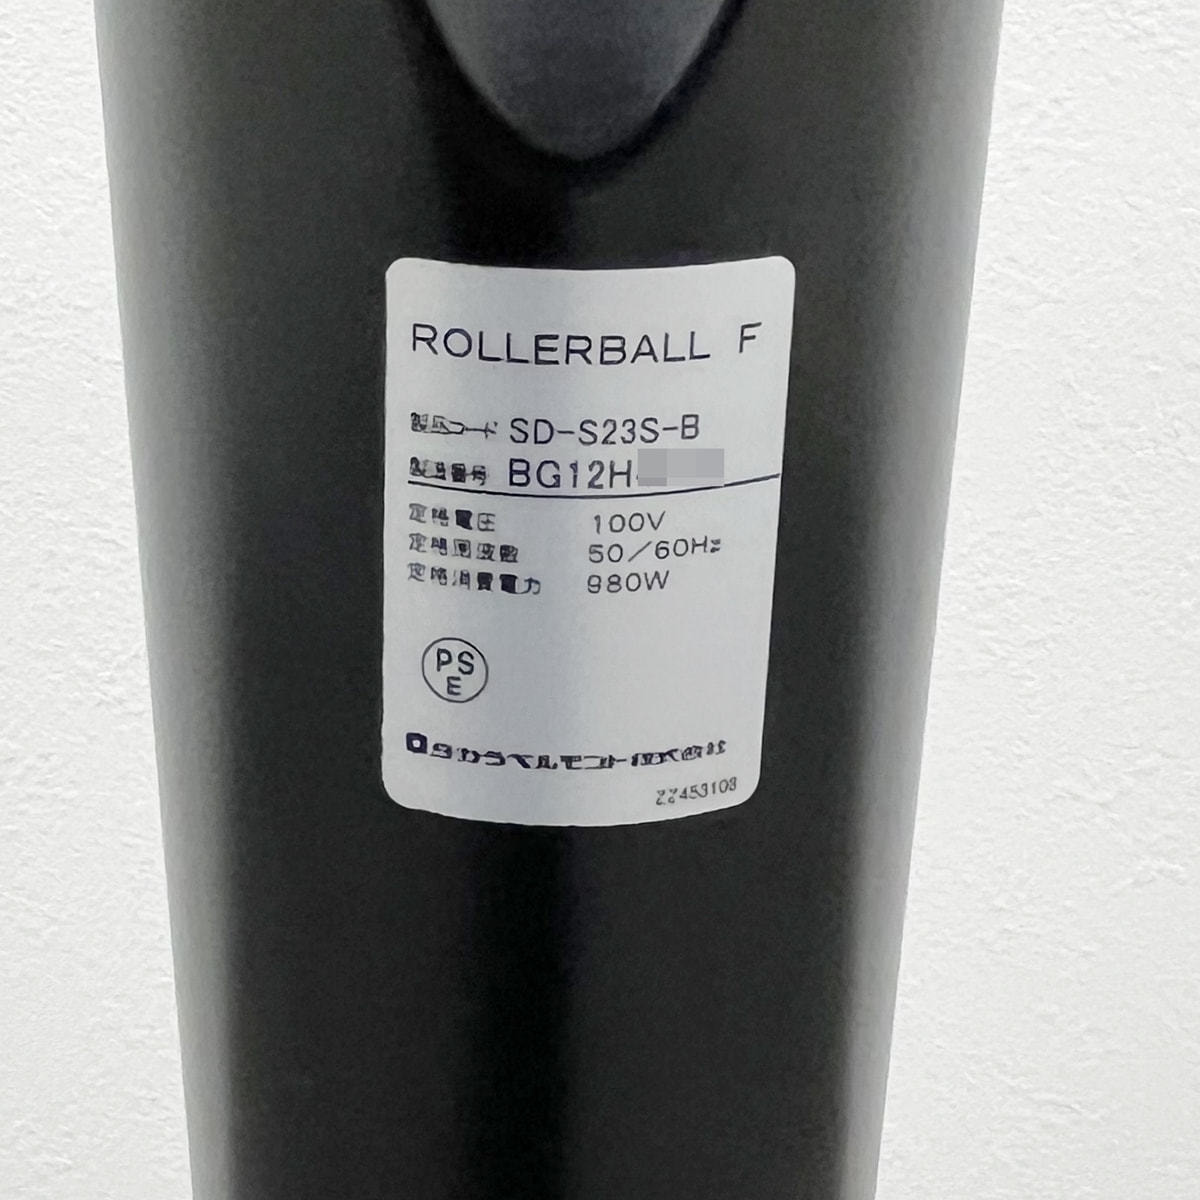 ROLLERBALL F
製品コード SD-S23S-B
製造番号 BG12H
定格電圧 100V
定格周波数 50/60Hz
定格消費電力 980W
PS
E
タカラベルモント株式会社
ZZ453103